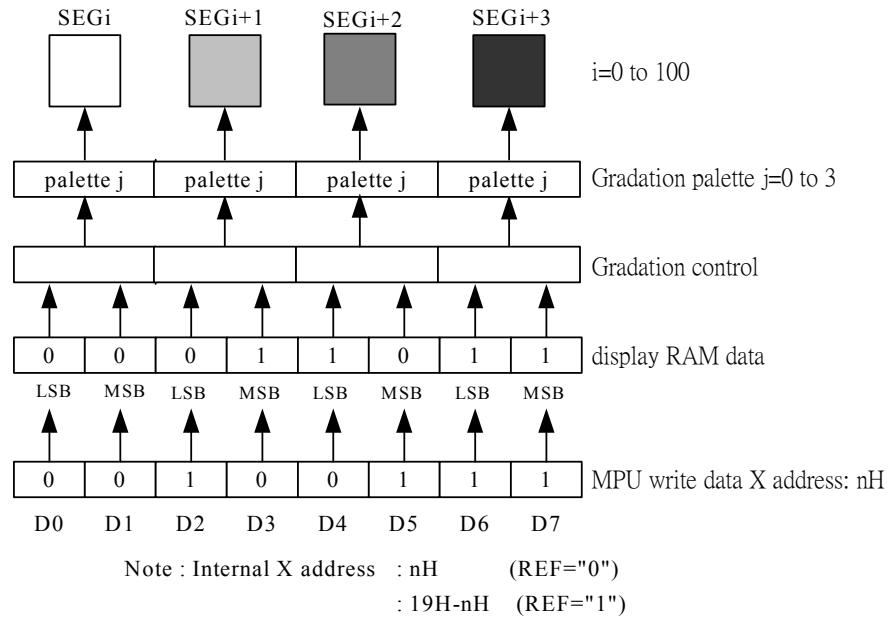 SEGi SEGi+1 SEGi+2 SEGi+3
i=0 to 100
palette j palette j palette j palette j Gradation palette j=0 to 3
Gradation control
0 0 0 1 1 0 1 1 display RAM data
LSB MSB LSB MSB LSB MSB LSB MSB
0 0 1 0 0 1 1 1 MPU write data X address: nH
D0 D1 D2 D3 D4 D5 D6 D7
Note : Internal X address : nH (REF="0")
: 19H-nH (REF="1")